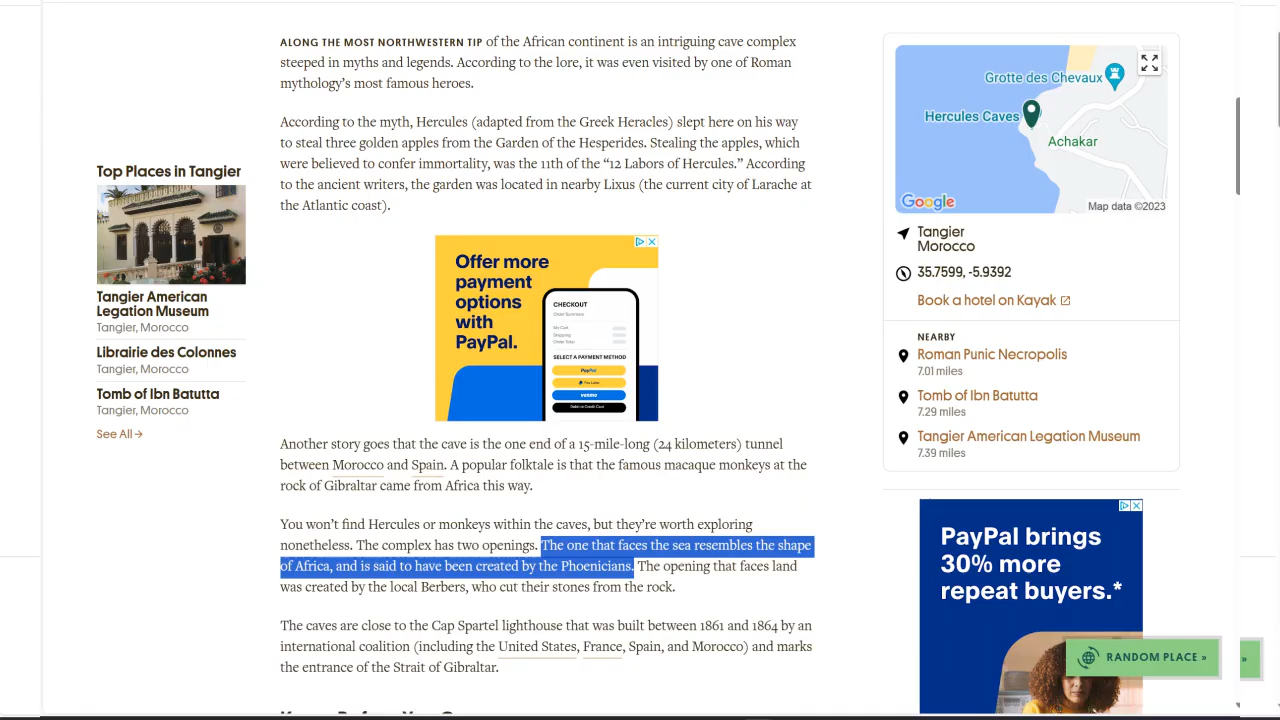 ALONG THE MOST NORTHWESTERN TIP of the African continent is an intriguing cave complex
steeped in myths and legends. According to the lore, it was even visited by one of Roman
mythology’s most famous heroes.
According to the myth, Hercules (adapted from the Greek Heracles) slept here on his way
to steal three golden apples from the Garden of the Hesperides. Stealing the apples, which
were believed to confer immortality, was the 11th of the “12 Labors of Hercules.” According
to the ancient writers, the garden was located in nearby Lixus (the current city of Larache at
the Atlantic coast).
Top Places in Tangier
Tangier American
Legation Museum
Tangier, Morocco
Librairie des Colonnes
Tangier, Morocco
Tomb of Ibn Batutta
Tangier, Morocco
See All →
Offer more
payment
options
with
PayPal.
CHECKOUT
Order Summary
My Cart
Shipping
Order Total
SELECT A PAYMENT METHOD
PayPal
Pay Later
venmo
Debit or Credit Card
Another story goes that the cave is the one end of a 15-mile-long (24 kilometers) tunnel
between Morocco and Spain. A popular folktale is that the famous macaque monkeys at the
rock of Gibraltar came from Africa this way.
You won’t find Hercules or monkeys within the caves, but they’re worth exploring
nonetheless. The complex has two openings. The one that faces the sea resembles the shape
of Africa, and is said to have been created by the Phoenicians. The opening that faces land
was created by the local Berbers, who cut their stones from the rock.
The caves are close to the Cap Spartel lighthouse that was built between 1861 and 1864 by an
international coalition (including the United States, France, Spain, and Morocco) and marks
the entrance of the Strait of Gibraltar.
Grotte des Chevaux
Hercules Caves
Achakar
Google
Map data ©2023
Tangier
Morocco
35.7599, -5.9392
Book a hotel on Kayak
NEARBY
Roman Punic Necropolis
7.01 miles
Tomb of Ibn Batutta
7.29 miles
Tangier American Legation Museum
7.39 miles
PayPal brings
30% more
repeat buyers.*
RANDOM PLACE »
»